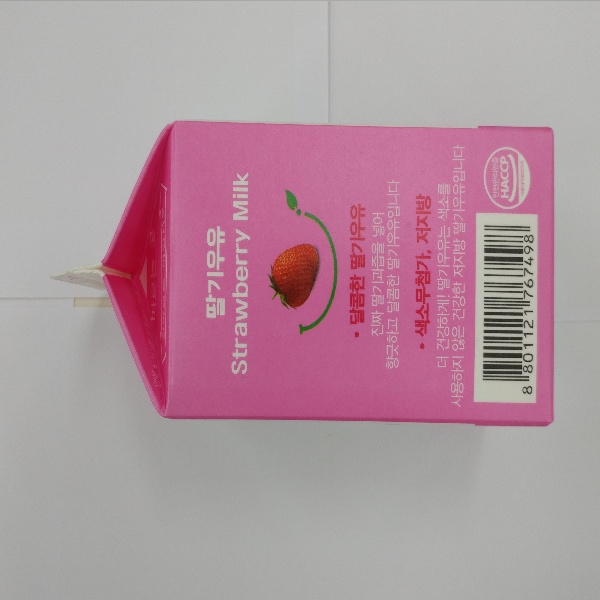 딸기우유
Strawberry Milk
• 달콤한 딸기우유
진짜 딸기과즙을 넣어
향긋하고 달콤한 딸기우유입니다
• 색소무첨가, 저지방
더 건강하게! 딸기우유는 색소를
사용하지 않은 건강한 저지방 딸기우유입니다
HACCP
8 801121 767498